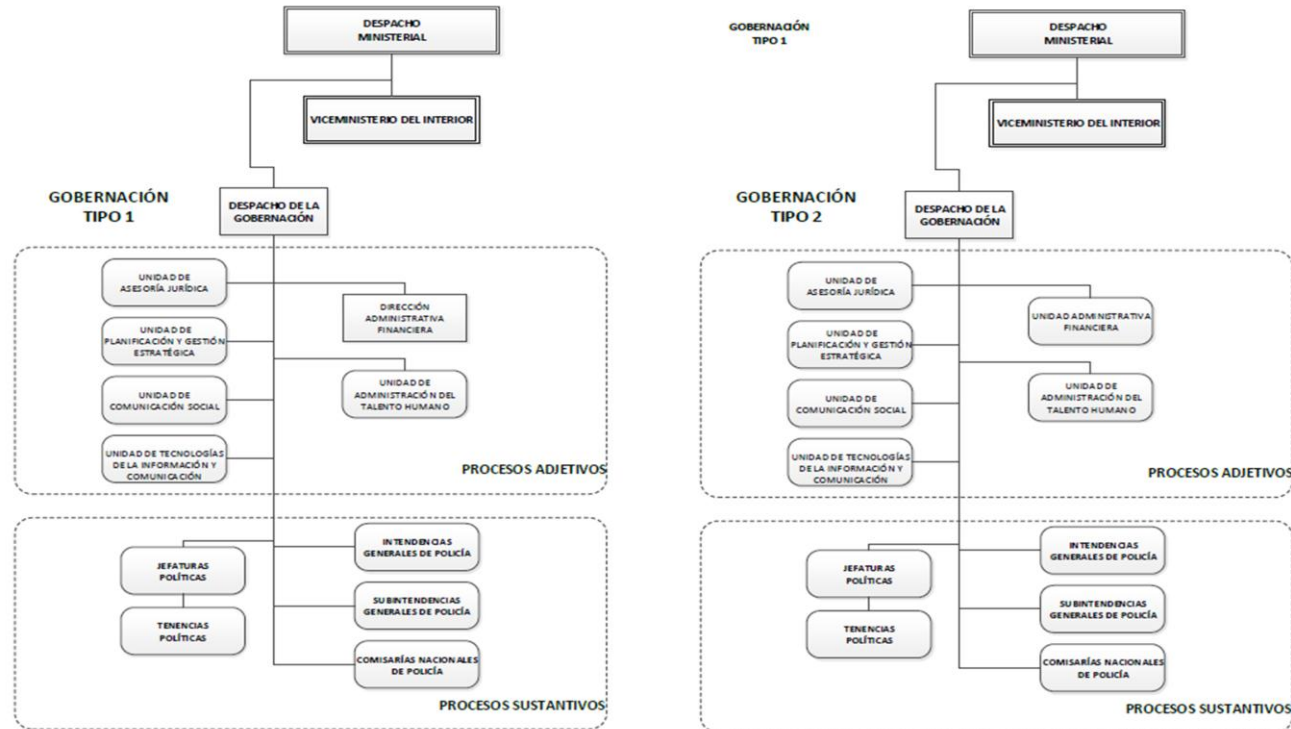 DESPACHO
MINISTERIAL
VICEMINISTERIO DEL INTERIOR
GOBERNACIÓN
TIPO 1
DESPACHO DE LA
GOBERNACIÓN
UNIDAD DE
ASESORÍA JURÍDICA
DIRECCIÓN
ADMINISTRATIVA
FINANCIERA
UNIDAD DE
PLANIFICACIÓN Y GESTIÓN
ESTRATÉGICA
UNIDAD DE
ADMINISTRACIÓN DEL
TALENTO HUMANO
UNIDAD DE
COMUNICACIÓN SOCIAL
UNIDAD DE TECNOLOGÍAS
DE LA INFORMACIÓN Y
COMUNICACIÓN
PROCESOS ADJETIVOS
JEFATURAS
POLÍTICAS
TENENCIAS
POLÍTICAS
INTENDENCIAS
GENERALES DE POLICÍA
SUBINTENDENCIAS
GENERALES DE POLICÍA
COMISARÍAS NACIONALES
DE POLICÍA
PROCESOS SUSTANTIVOS
GOBERNACIÓN
TIPO 1
DESPACHO
MINISTERIAL
VICEMINISTERIO DEL INTERIOR
GOBERNACIÓN
TIPO 2
DESPACHO DE LA
GOBERNACIÓN
UNIDAD DE
ASESORÍA JURÍDICA
UNIDAD ADMINISTRATIVA
FINANCIERA
UNIDAD DE
PLANIFICACIÓN Y GESTIÓN
ESTRATÉGICA
UNIDAD DE
ADMINISTRACIÓN DEL
TALENTO HUMANO
UNIDAD DE
COMUNICACIÓN SOCIAL
UNIDAD DE TECNOLOGÍAS
DE LA INFORMACIÓN Y
COMUNICACIÓN
PROCESOS ADJETIVOS
JEFATURAS
POLÍTICAS
TENENCIAS
POLÍTICAS
INTENDENCIAS
GENERALES DE POLICÍA
SUBINTENDENCIAS
GENERALES DE POLICÍA
COMISARÍAS NACIONALES
DE POLICÍA
PROCESOS SUSTANTIVOS